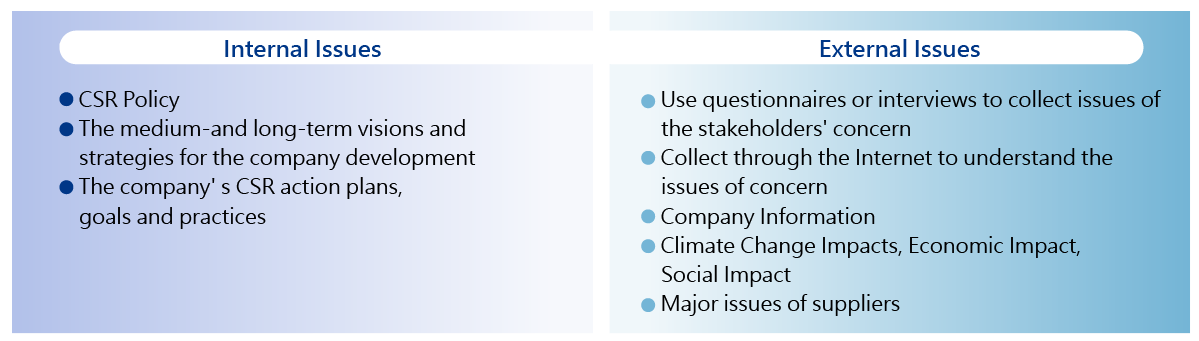 Internal Issues
● CSR Policy
● The medium-and long-term visions and
strategies for the company development
● The company' s CSR action plans,
goals and practices
External Issues
● Use questionnaires or interviews to collect issues of
the stakeholders' concern
● Collect through the Internet to understand the
issues of concern
● Company Information
● Climate Change Impacts, Economic Impact,
Social Impact
● Major issues of suppliers